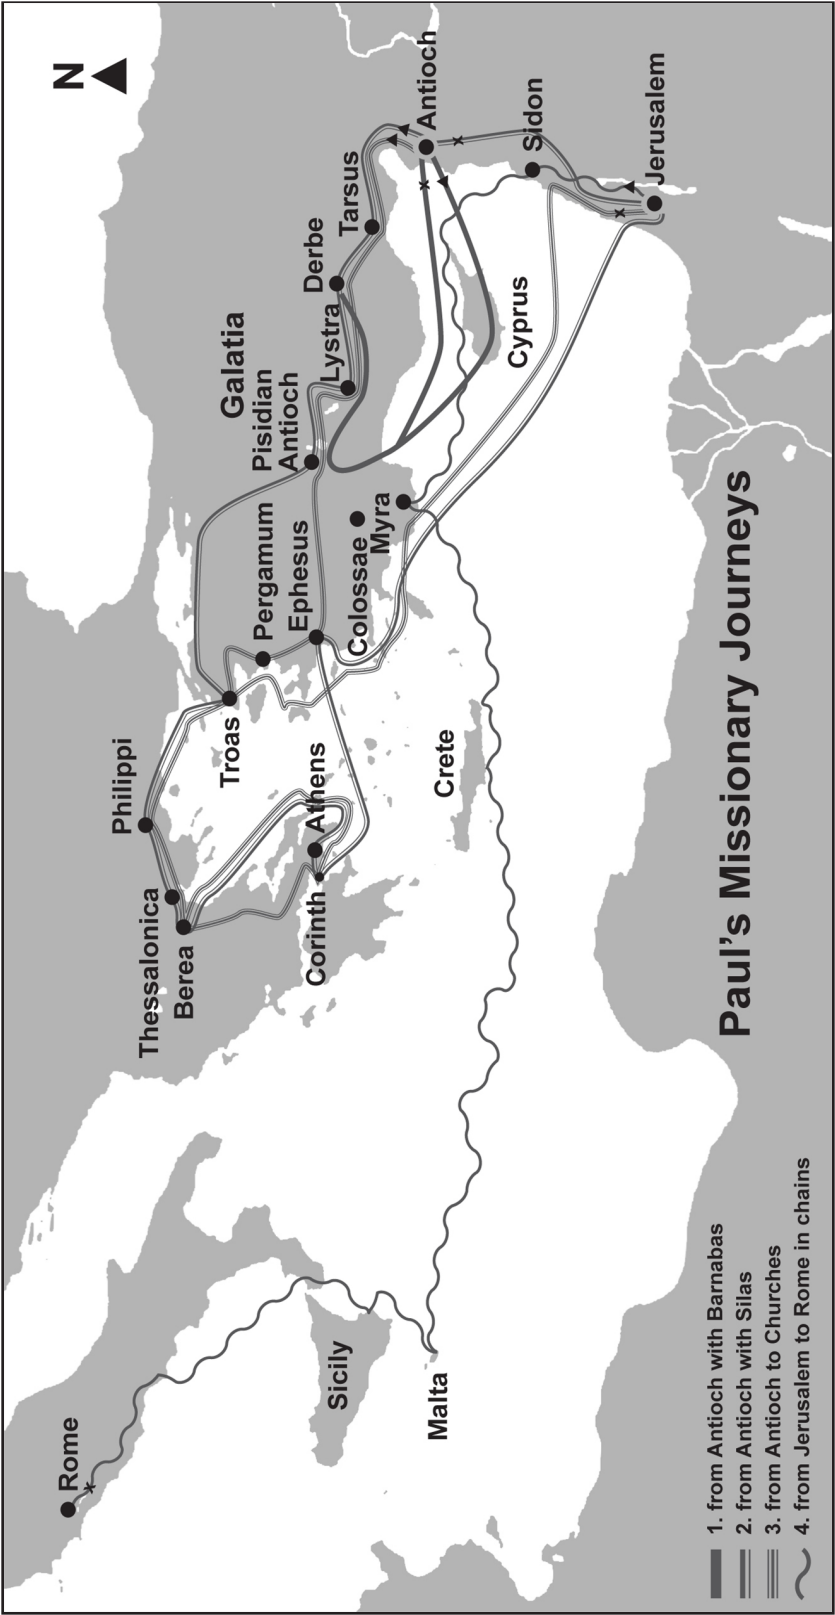 N
Rome
Sicily
Malta
Thessalonica
Berea
Philippi
Corinth
Athens
Troas
Crete
Pergamum
Ephesus
Colossae
Myra
Galatia
Pisidian
Antioch
Lystra
Derbe
Tarsus
Cyprus
Antioch
Sidon
Jerusalem
Paul's Missionary Journeys
1. from Antioch with Barnabas
2. from Antioch with Silas
3. from Antioch to Churches
4. from Jerusalem to Rome in chains